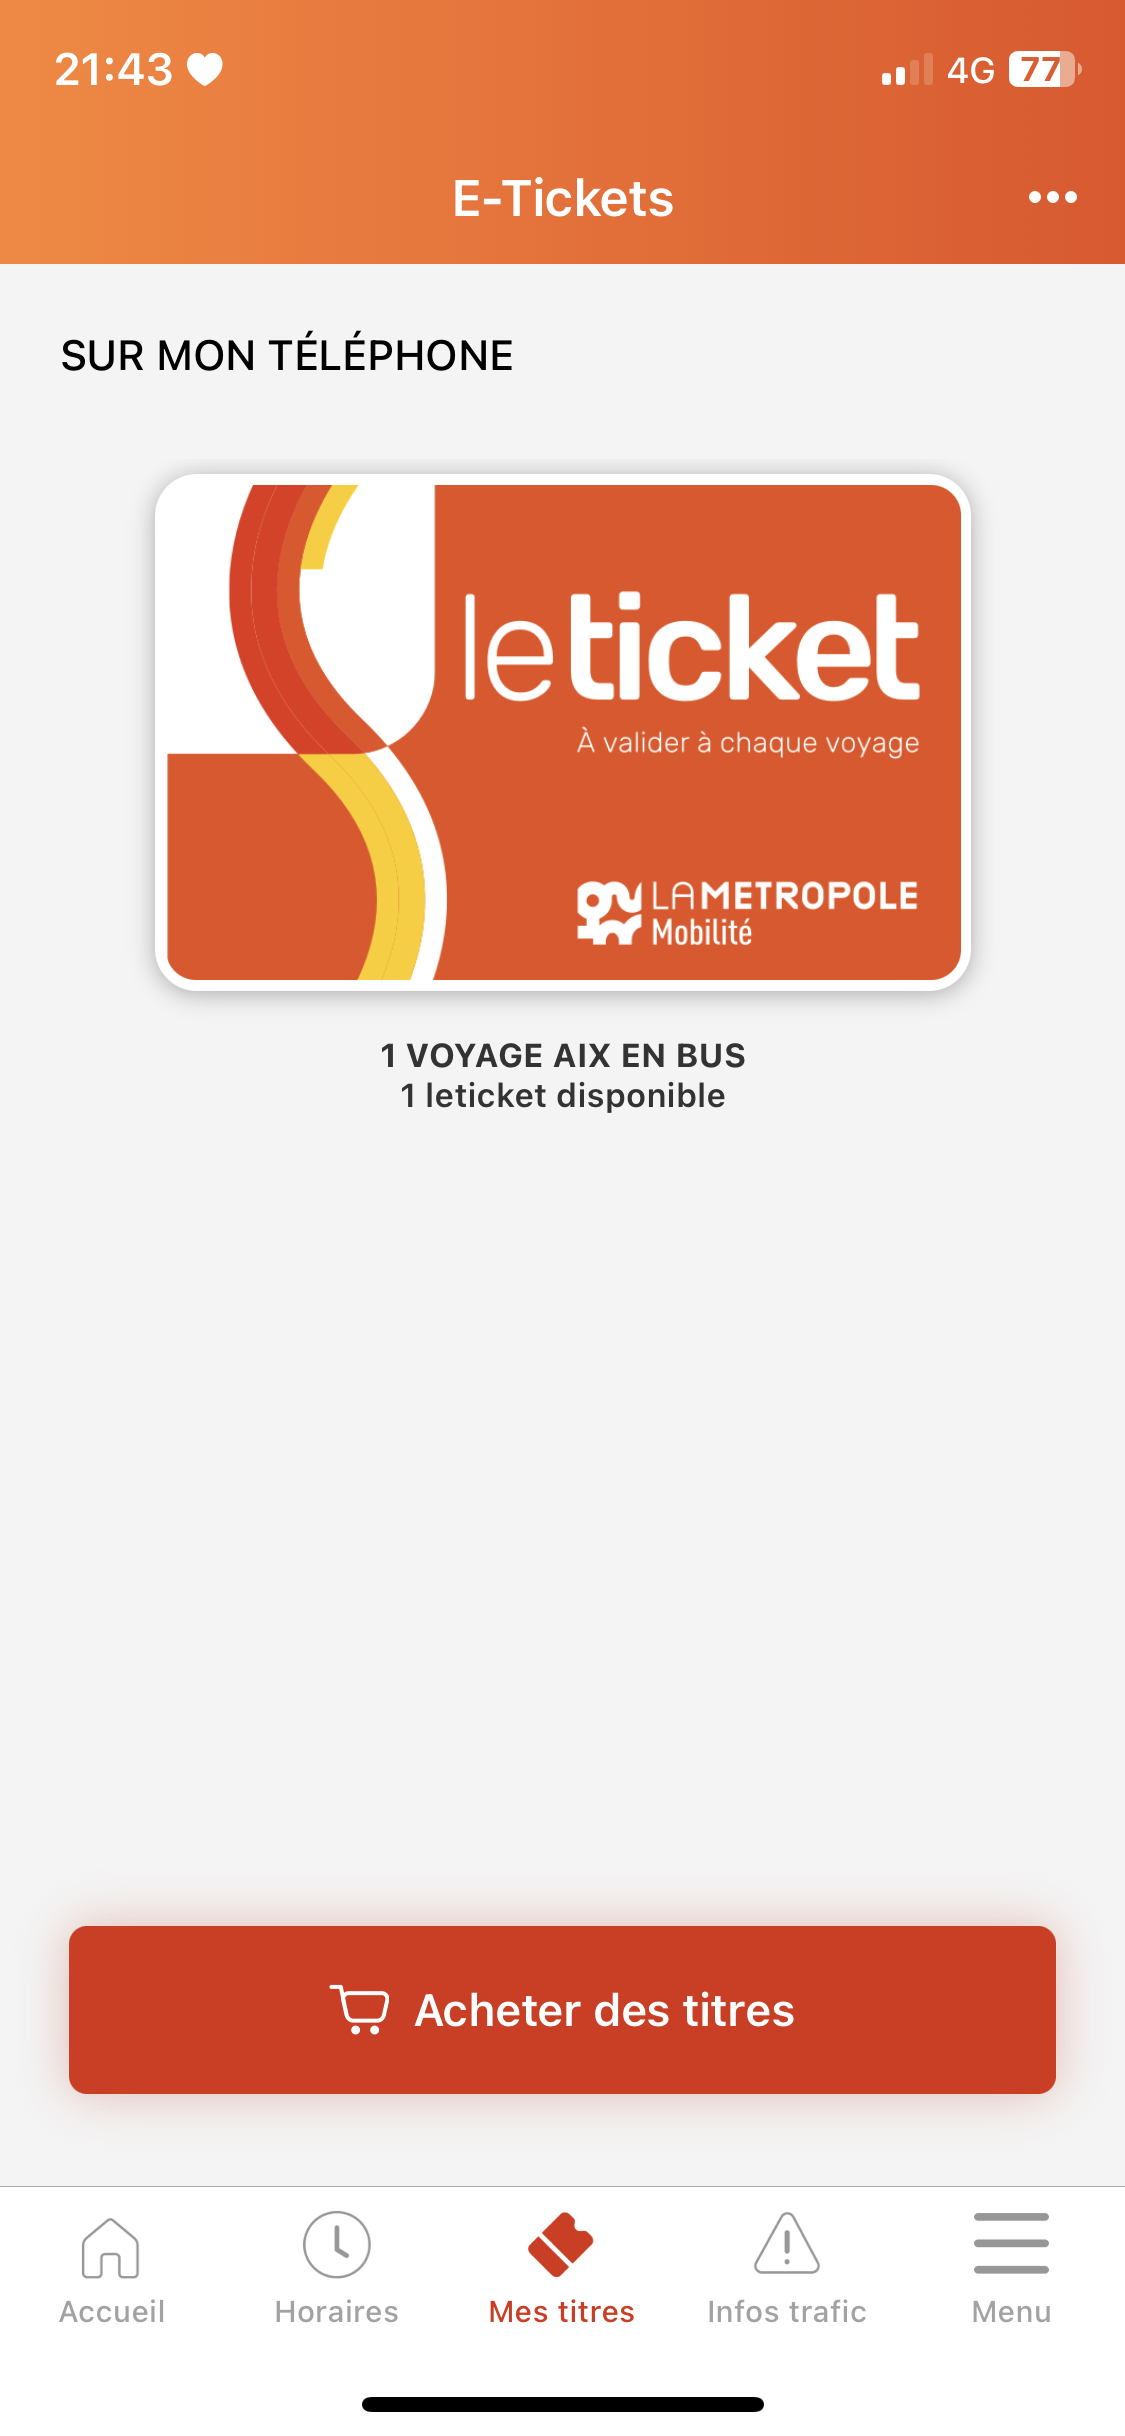 21:43
4G 77
E-Tickets
SUR MON TÉLÉPHONE
leticket
À valider à chaque voyage
LAMETROPOLE
Mobilité
1 VOYAGE AIX EN BUS
1 leticket disponible
Acheter des titres
Accueil
Horaires
Mes titres
Infos trafic
Menu